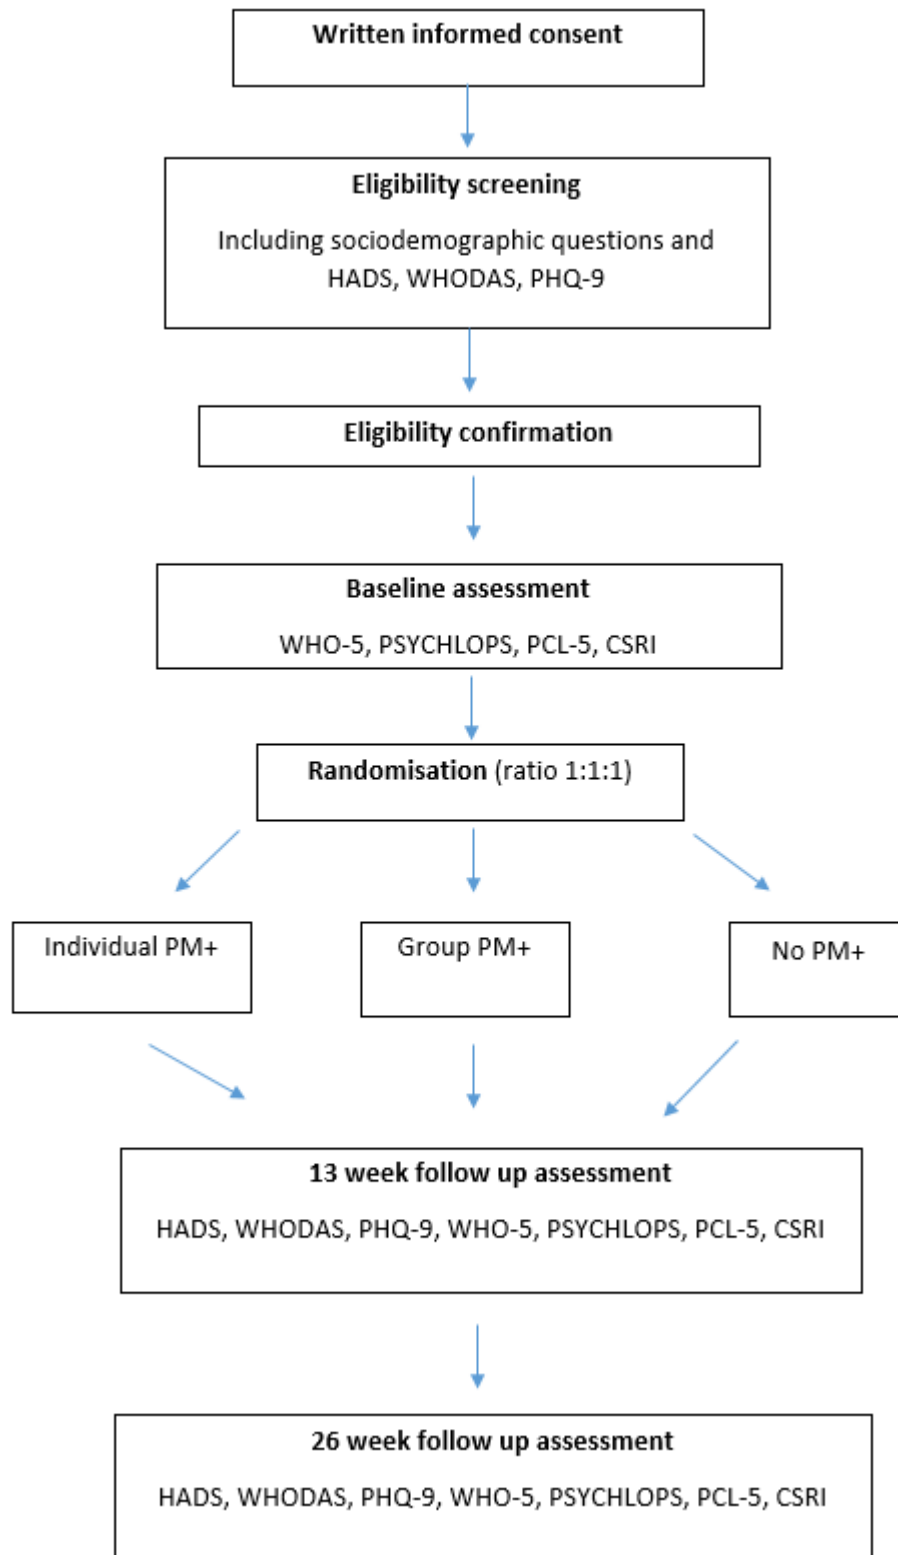 Written informed consent
Eligibility screening
Including sociodemographic questions and
HADS, WHODAS, PHQ-9
Eligibility confirmation
Baseline assessment
WHO-5, PSYCHLOPS, PCL-5, CSRI
Randomisation (ratio 1:1:1)
Individual PM+
Group PM+
No PM+
13 week follow up assessment
HADS, WHODAS, PHQ-9, WHO-5, PSYCHLOPS, PCL-5, CSRI
26 week follow up assessment
HADS, WHODAS, PHQ-9, WHO-5, PSYCHLOPS, PCL-5, CSRI